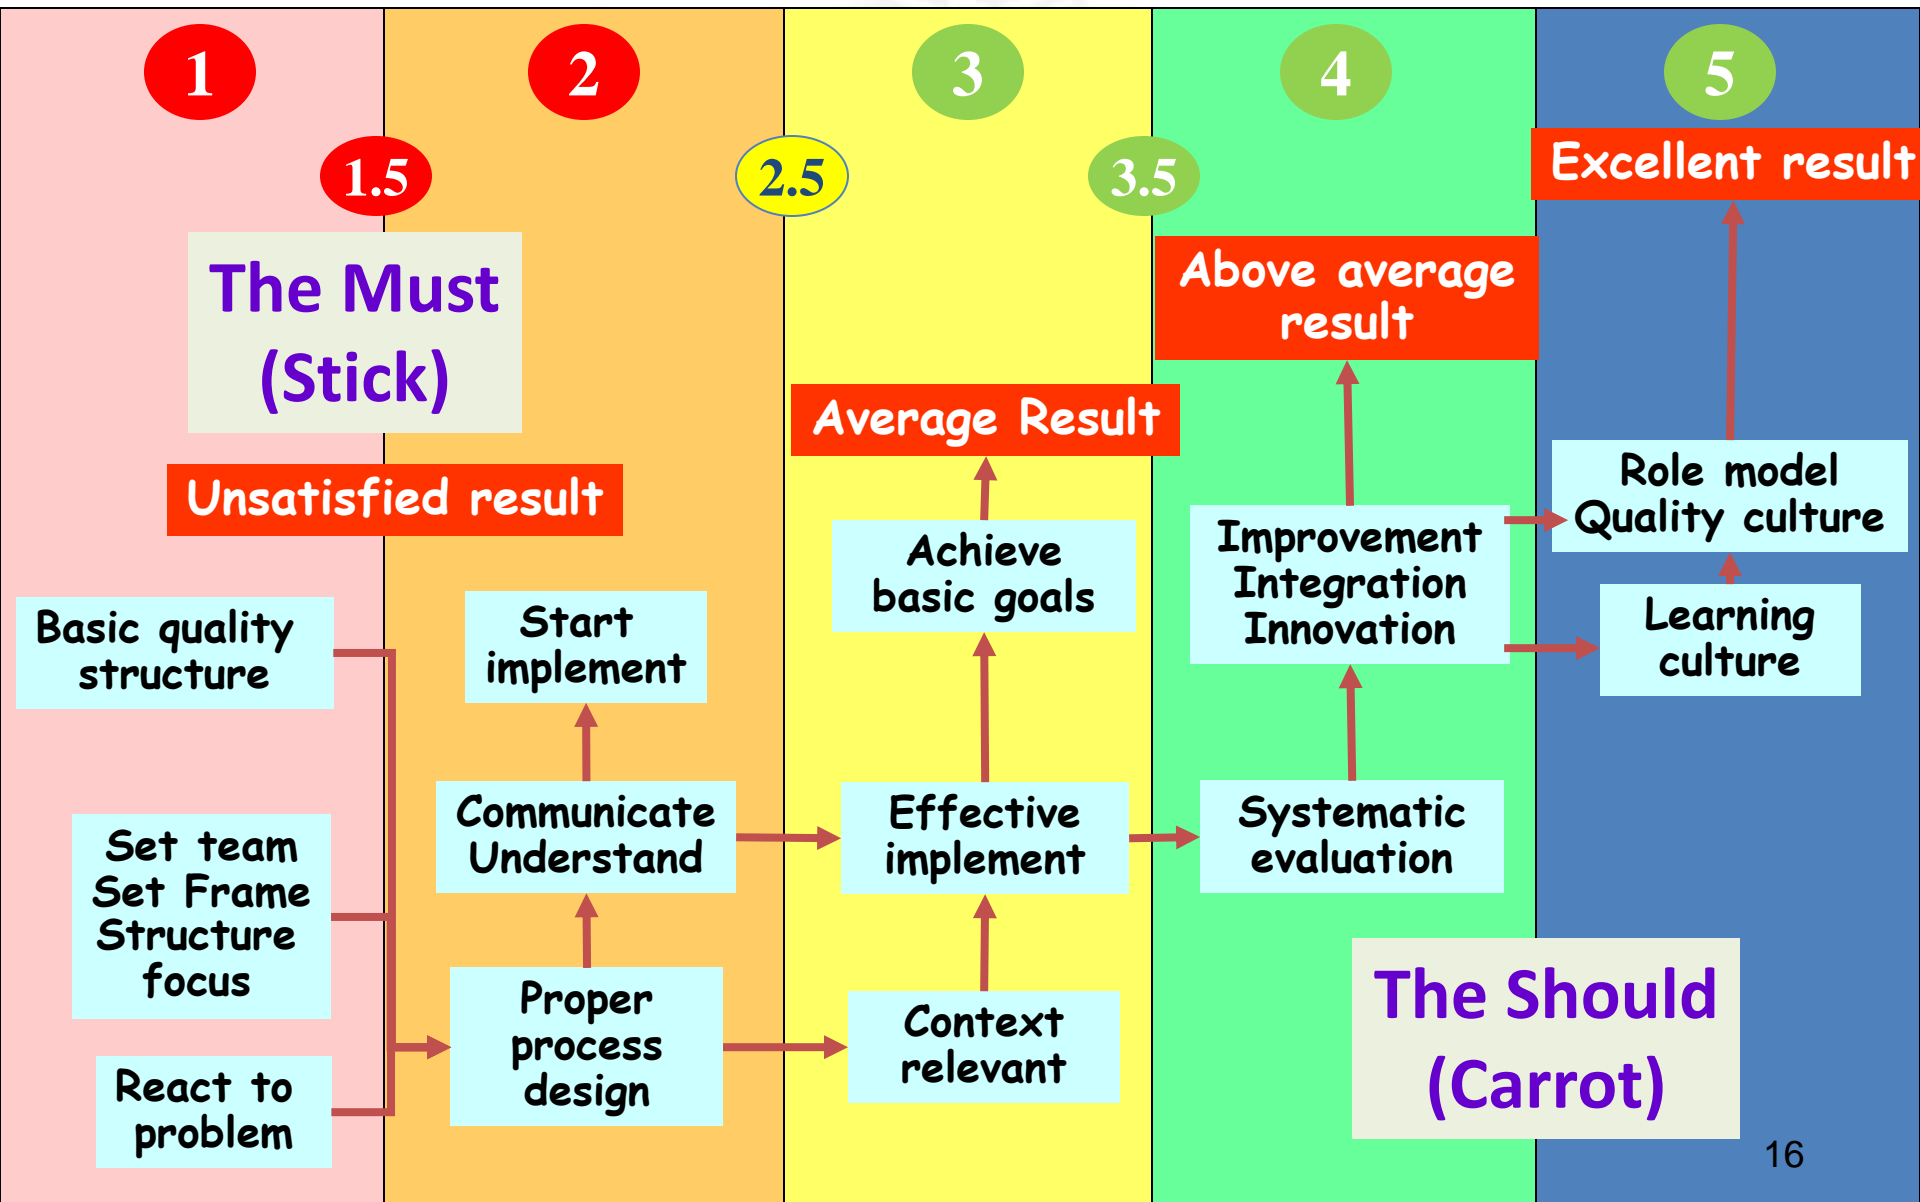 1
2
3
4
5
1.5
2.5
3.5
Excellent result
The Must
(Stick)
Above average
result
Average Result
Unsatisfied result
Role model
Quality culture
Achieve
basic goals
Improvement
Integration
Innovation
Basic quality
structure
Start
implement
Learning
culture
Set team
Set Frame
Structure
focus
Communicate
Understand
Effective
implement
Systematic
evaluation
React to
problem
Proper
process
design
Context
relevant
The Should
(Carrot)
16